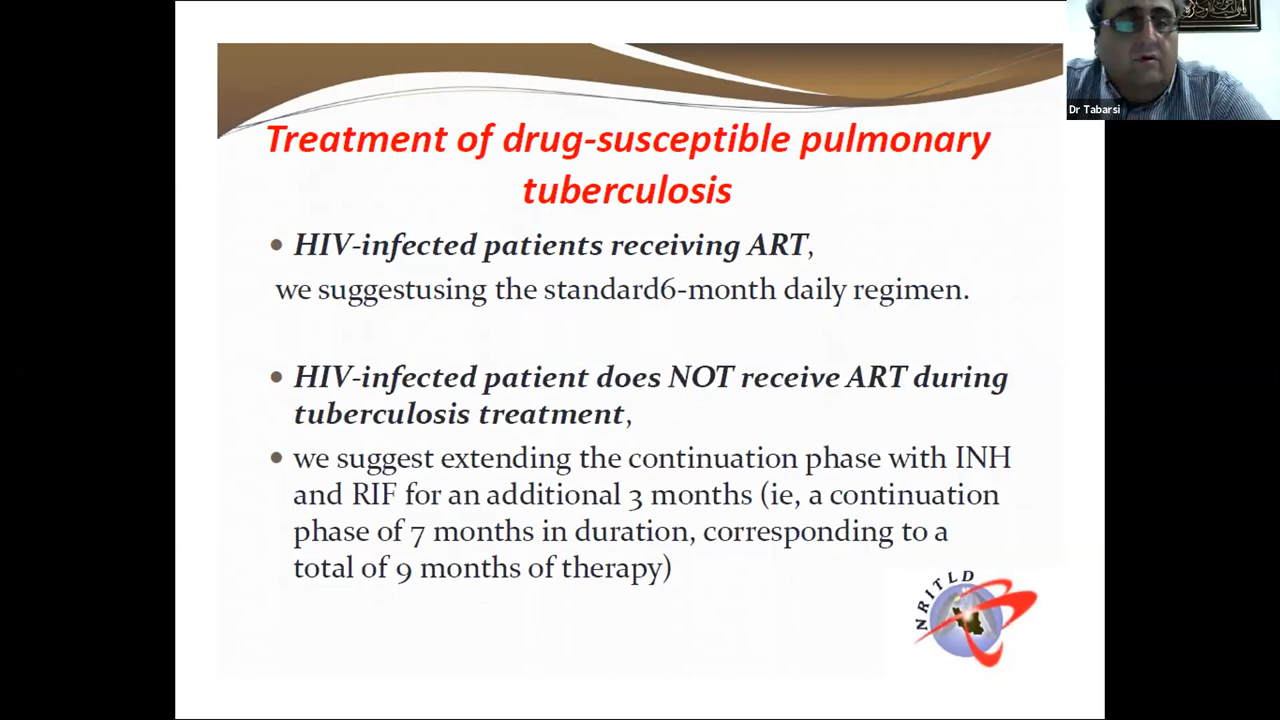 Treatment of drug-susceptible pulmonary
tuberculosis
• HIV-infected patients receiving ART,
we suggestusing the standard6-month daily regimen.
• HIV-infected patient does NOT receive ART during
tuberculosis treatment,
• we suggest extending the continuation phase with INH
and RIF for an additional 3 months (ie, a continuation
phase of 7 months in duration, corresponding to a
total of 9 months of therapy)
NRITLD
Dr Tabarsi